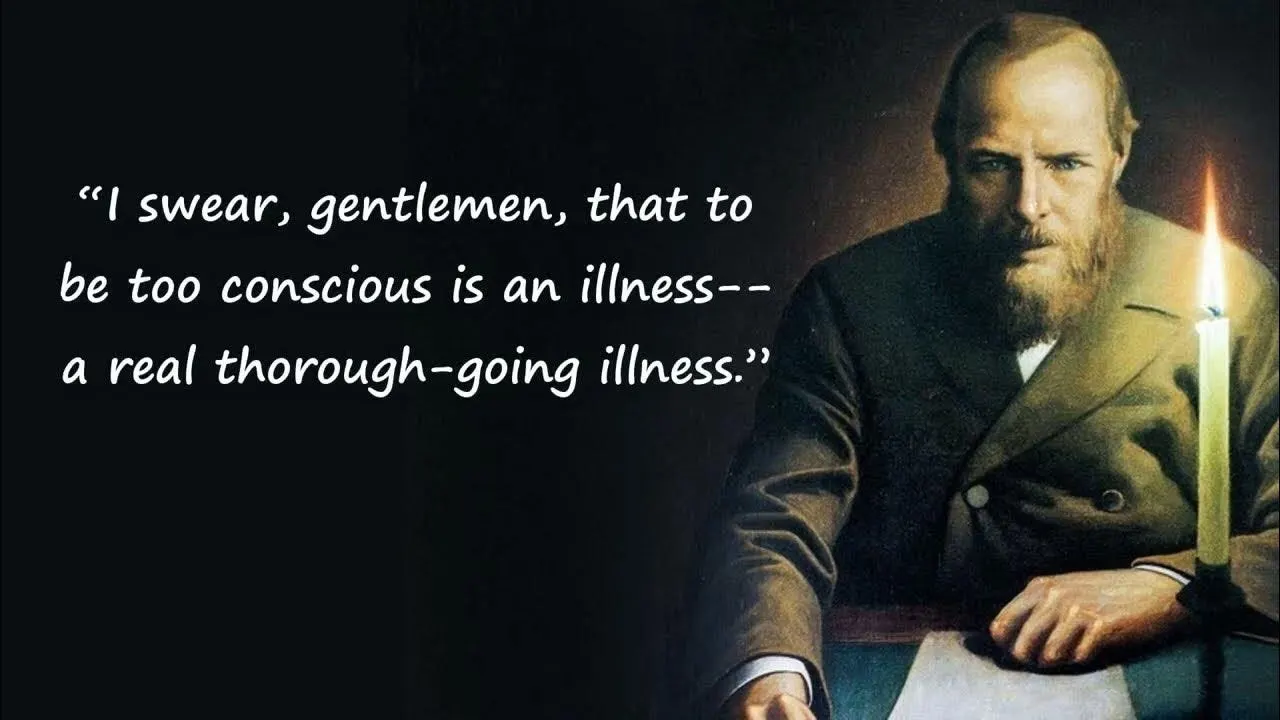 “I swear, gentlemen, that to
be too conscious is an illness--
a real thorough-going illness.”